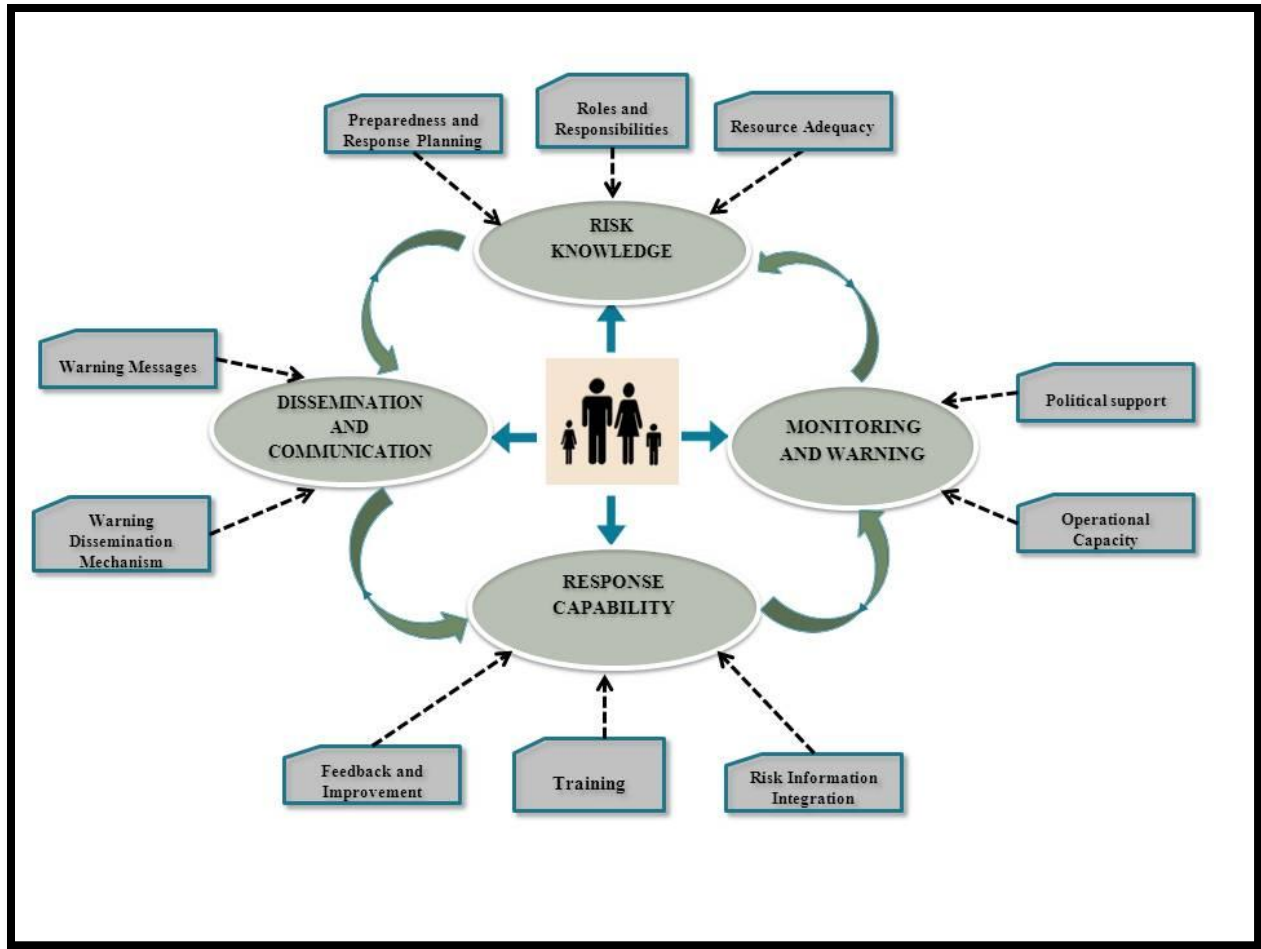 Preparedness and
Response Planning
Roles and
Responsibilities
Resource Adequacy
RISK
KNOWLEDGE
Warning Messages
DISSEMINATION
AND
COMMUNICATION
MONITORING
AND WARNING
Political support
Warning
Dissemination
Mechanism
Operational
Capacity
RESPONSE
CAPABILITY
Feedback and
Improvement
Training
Risk Information
Integration